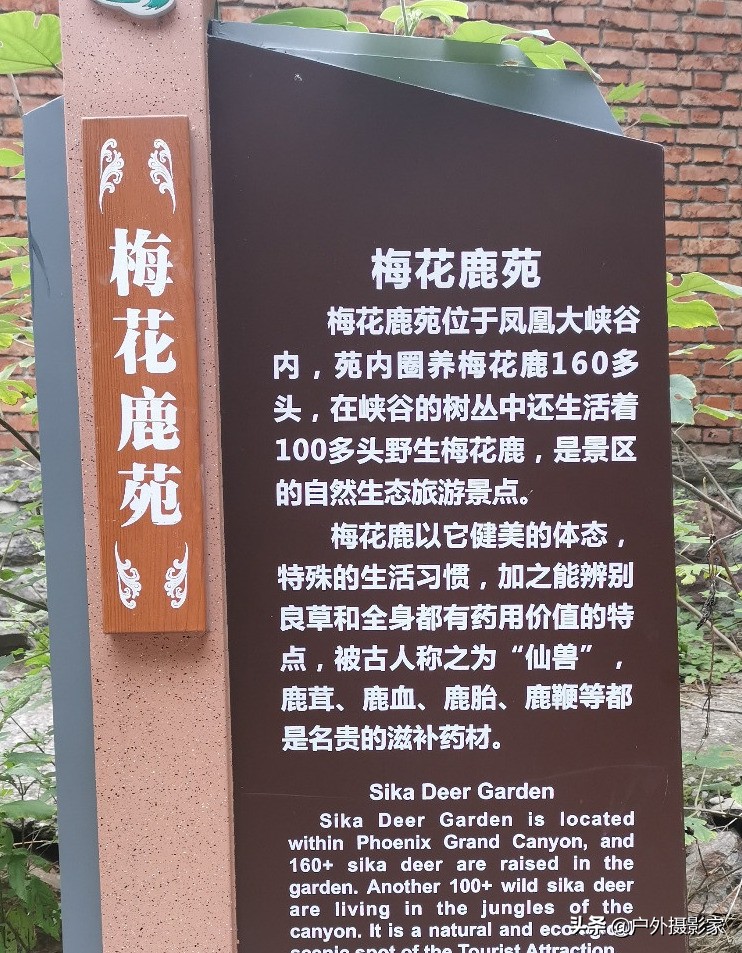 梅花鹿苑
梅花鹿苑
梅花鹿苑位于凤凰大峡谷
内，苑内圈养梅花鹿160多
头，在峡谷的树丛中还生活着
100多头野生梅花鹿，是景区
的自然生态旅游景点。
梅花鹿以它健美的体态，
特殊的生活习惯，加之能辨别
良草和全身都有药用价值的特
点，被古人称之为“仙兽”，
鹿茸、鹿血、鹿胎、鹿鞭等都
是名贵的滋补药材。
Sika Deer Garden
Sika Deer Garden is located
within Phoenix Grand Canyon, and
160+ sika deer are raised in the
garden. Another 100+ wild sika deer
are living in the jungles of the
canyon. It is a natural and
scenic spot of the Tourist Attraction
头条 @户外摄影家